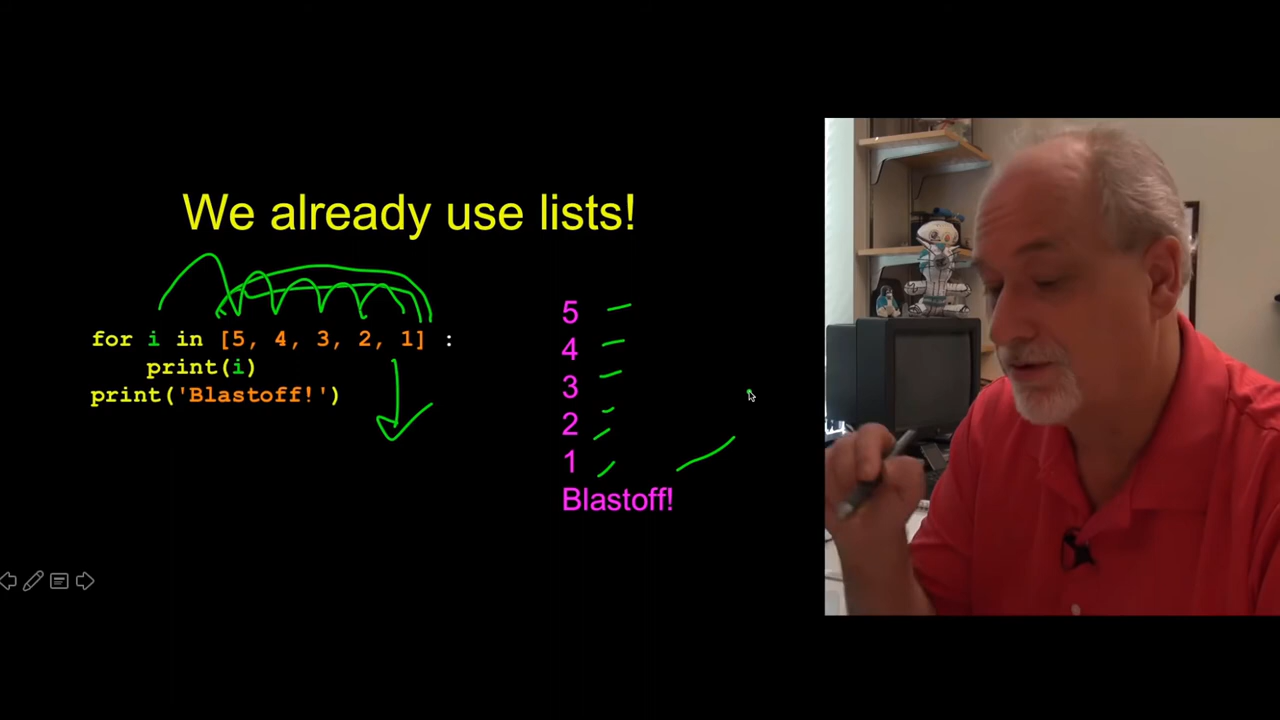 We already use lists!
for i in [5, 4, 3, 2, 1] :
    print(i)
print('Blastoff!')
5
4
3
2
1
Blastoff!